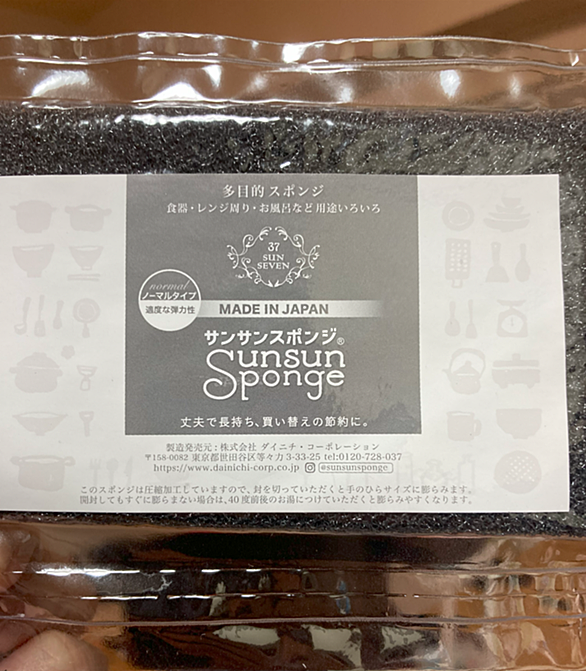 多目的 スポンジ
食器・レンジ周り・お風呂など用途いろいろ
37
SUN
SEVEN
normal
ノーマルタイプ
適度な弾力性
MADE IN JAPAN
サンサンスポンジ®
Sunsun
Sponge
丈夫で長持ち、買い替えの節約に。
製造発売元:株式会社 ダイニチ・コーポレーション
〒158-0082 東京都世田谷区等々力 3-33-25 tel:0120-728-037
https://www.dainichi-corp.co.jp @sunsunsponge
このスポンジは圧縮加工していますので、封を切っていただくと手のひらサイズに膨らみます。
開封してもすぐに膨らまない場合は、40度前後のお湯につけていただくと膨らみやすくなります。